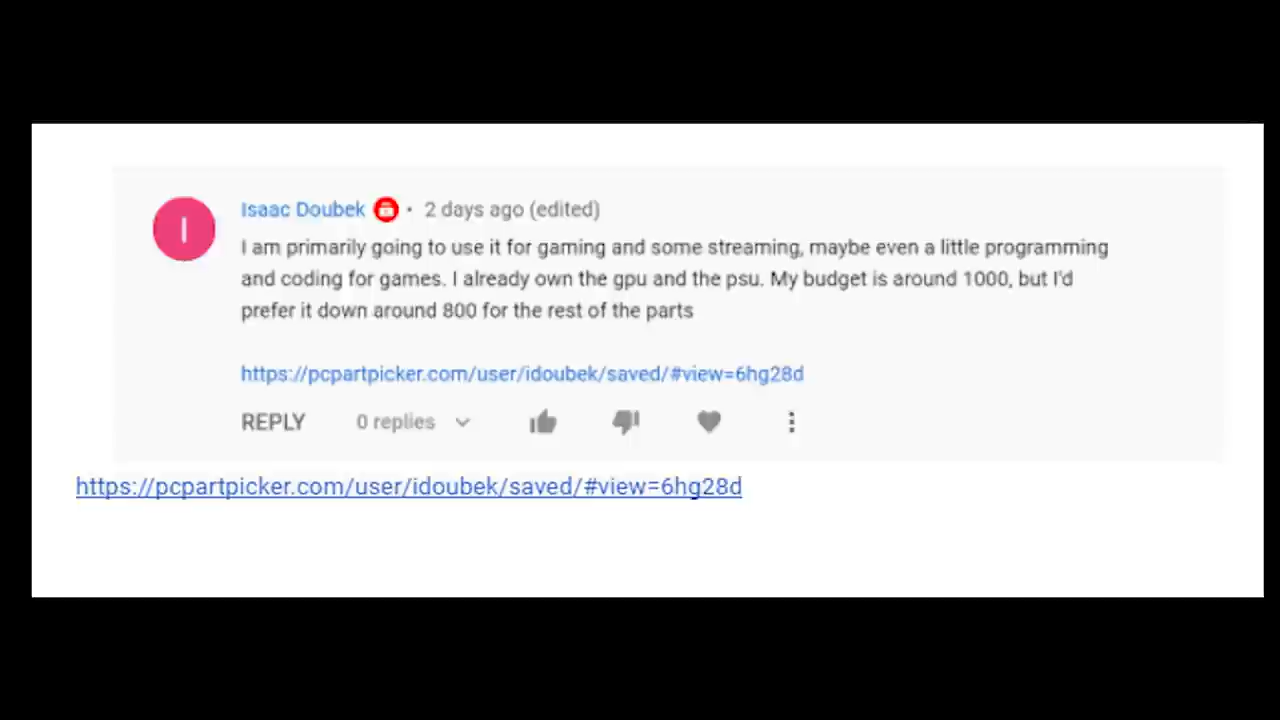 I
Isaac Doubek • 2 days ago (edited)
I am primarily going to use it for gaming and some streaming, maybe even a little programming
and coding for games. I already own the gpu and the psu. My budget is around 1000, but I'd
prefer it down around 800 for the rest of the parts
https://pcpartpicker.com/user/idoubek/saved/#view=6hg28d
REPLY 0 replies
https://pcpartpicker.com/user/idoubek/saved/#view=6hg28d